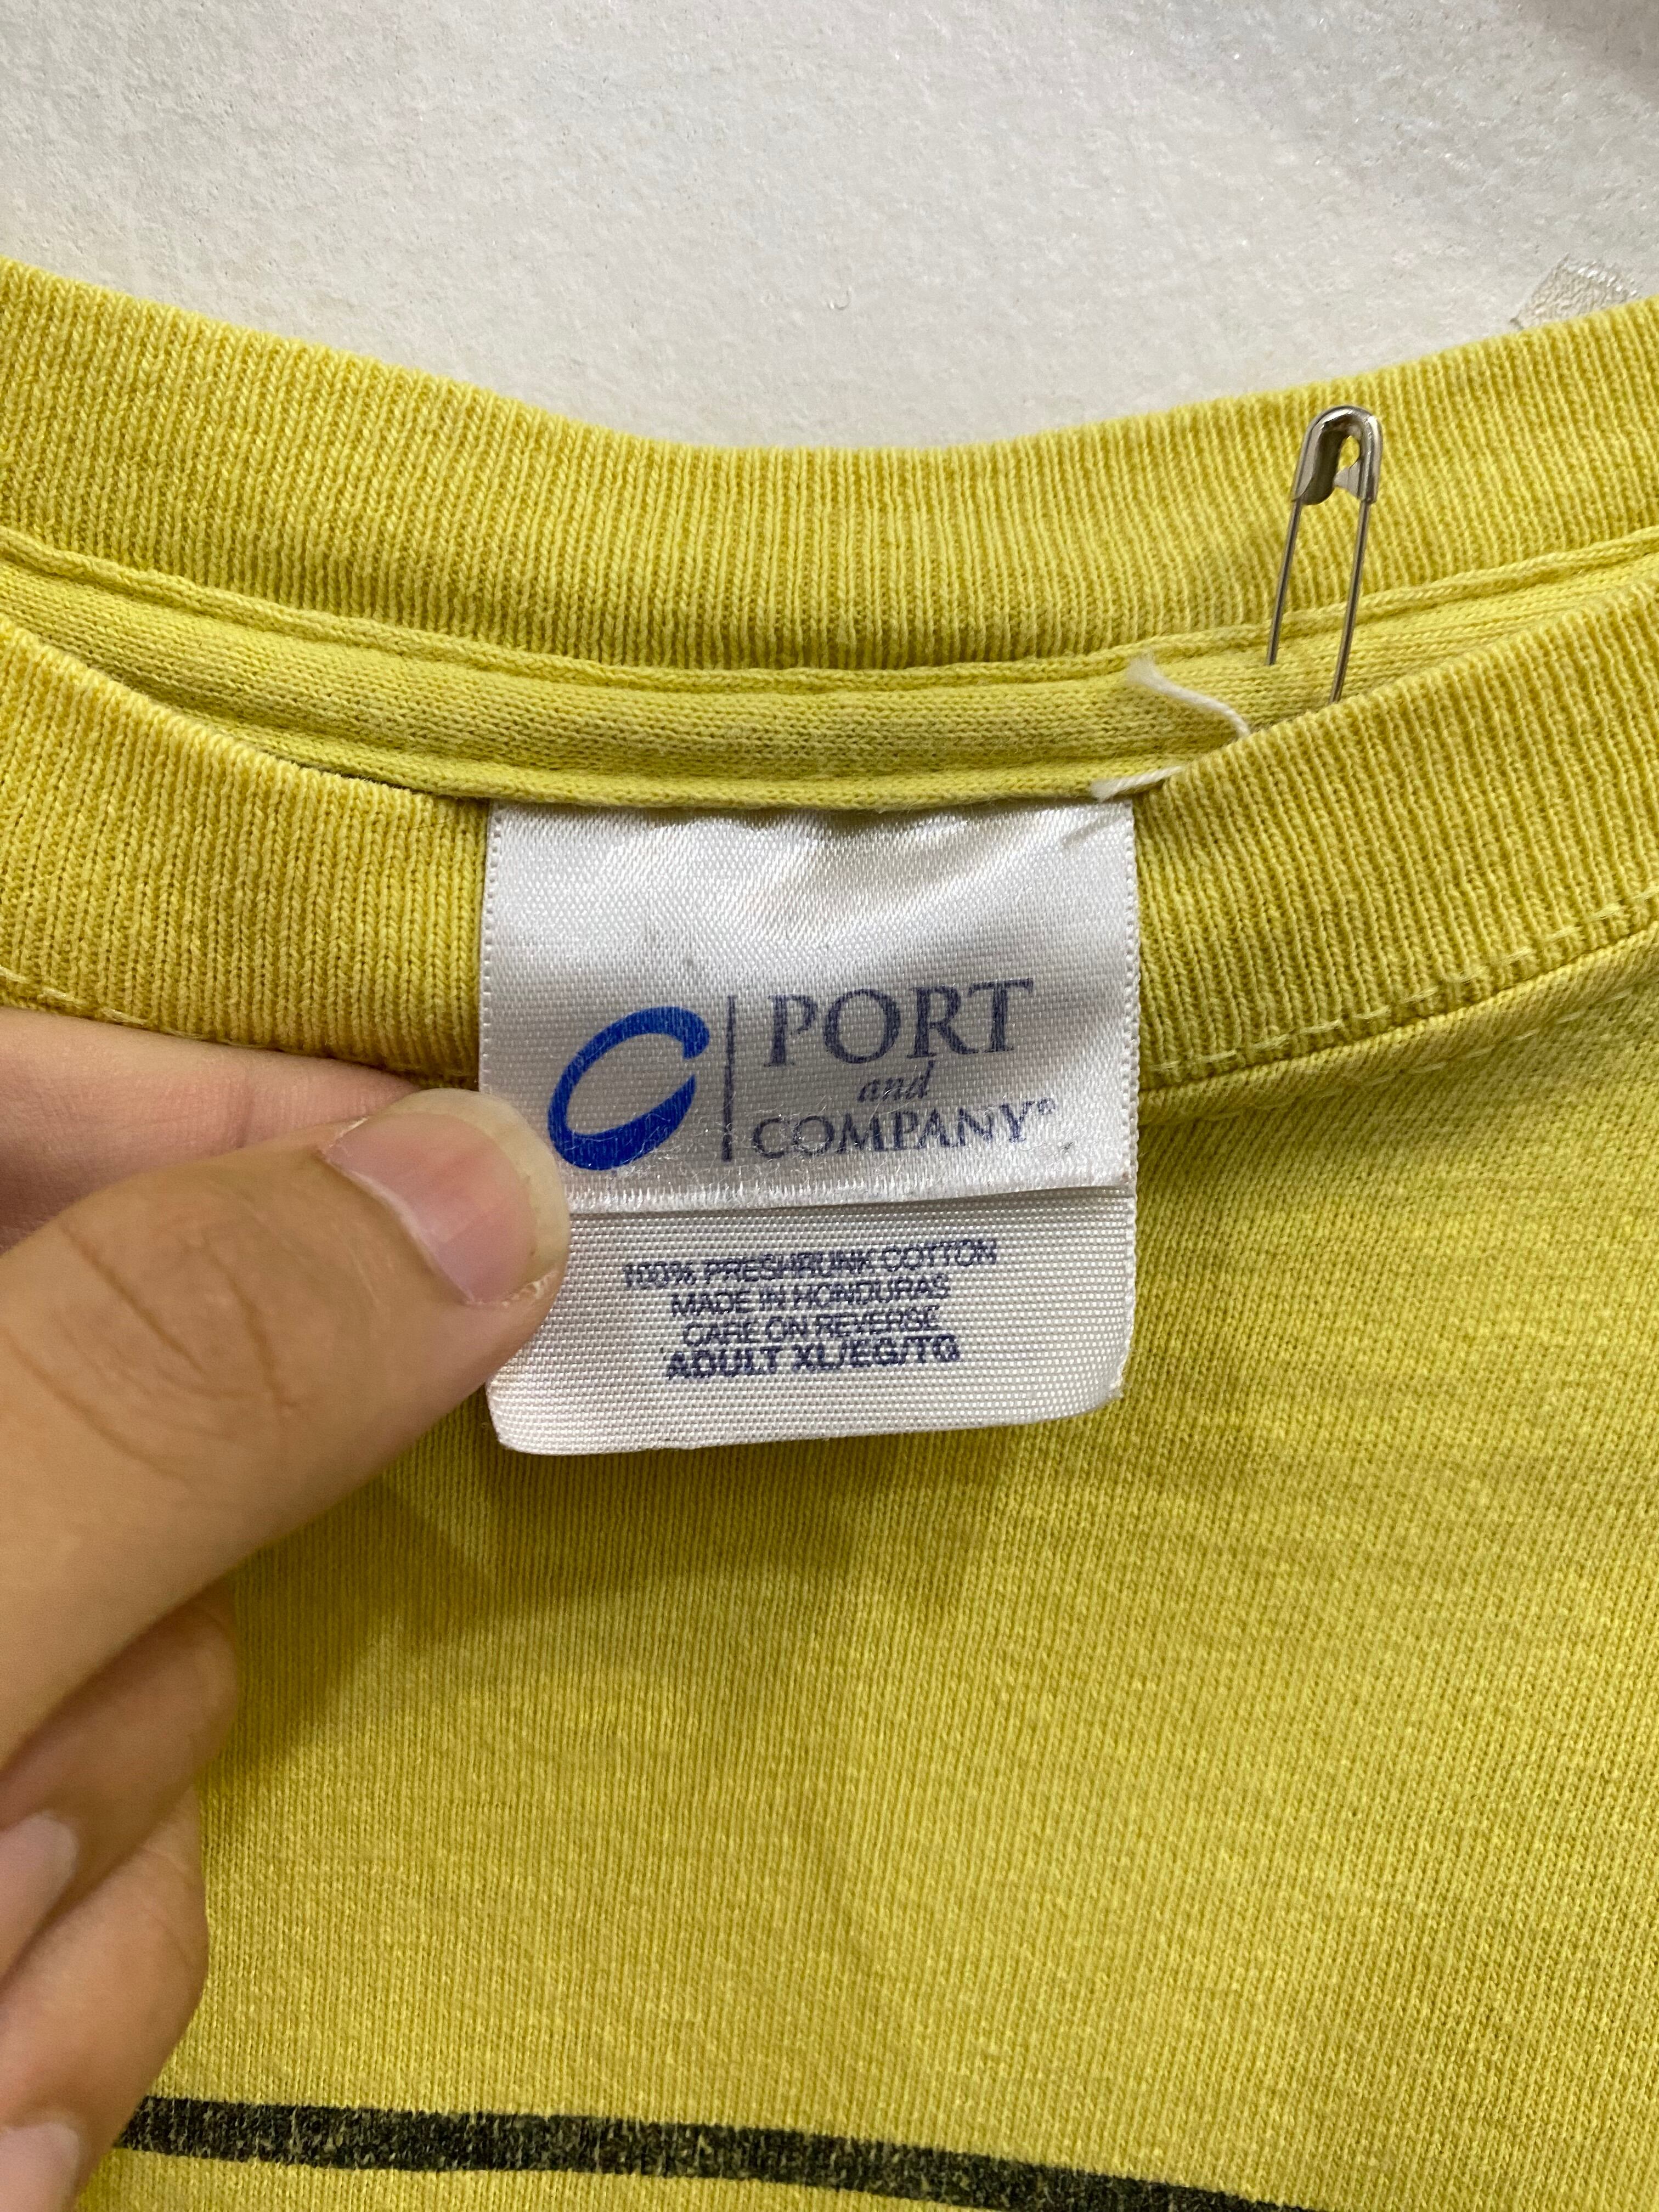 PORT
and
COMPANY®
100% PRESHRUNK COTTON
MADE IN HONDURAS
CARE ON REVERSE
ADULT XL/EG/TG